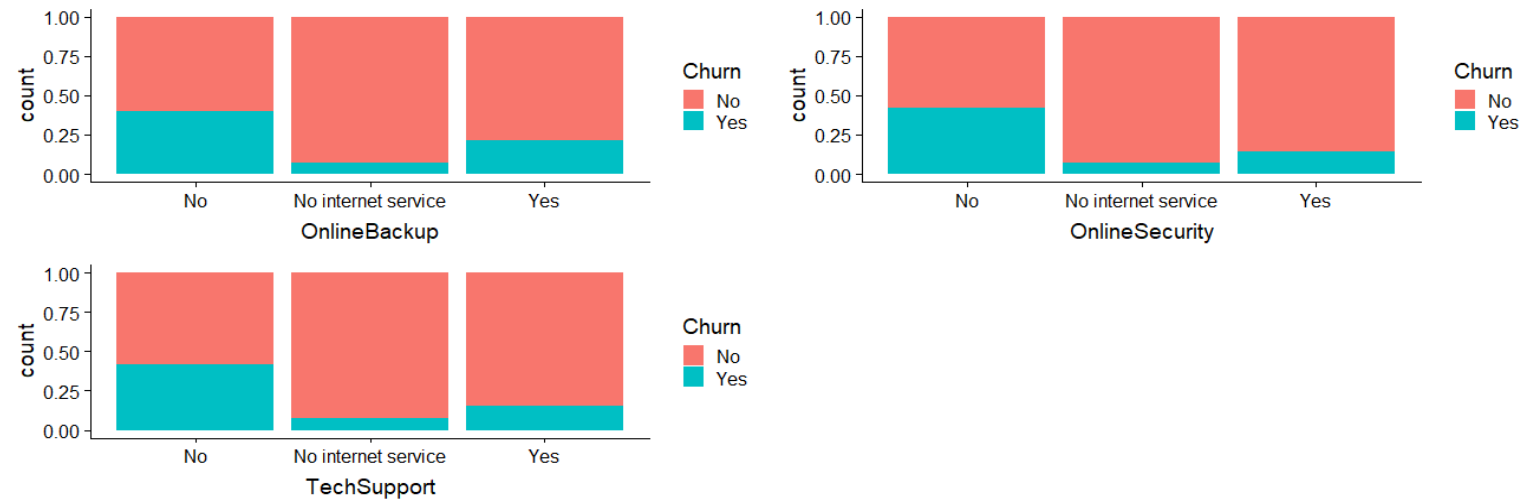 1.00
0.75
0.50
0.25
0.00
count
No
No internet service
Yes
OnlineBackup
Churn
No
Yes
1.00
0.75
0.50
0.25
0.00
count
No
No internet service
Yes
OnlineSecurity
Churn
No
Yes
1.00
0.75
0.50
0.25
0.00
count
No
No internet service
Yes
TechSupport
Churn
No
Yes